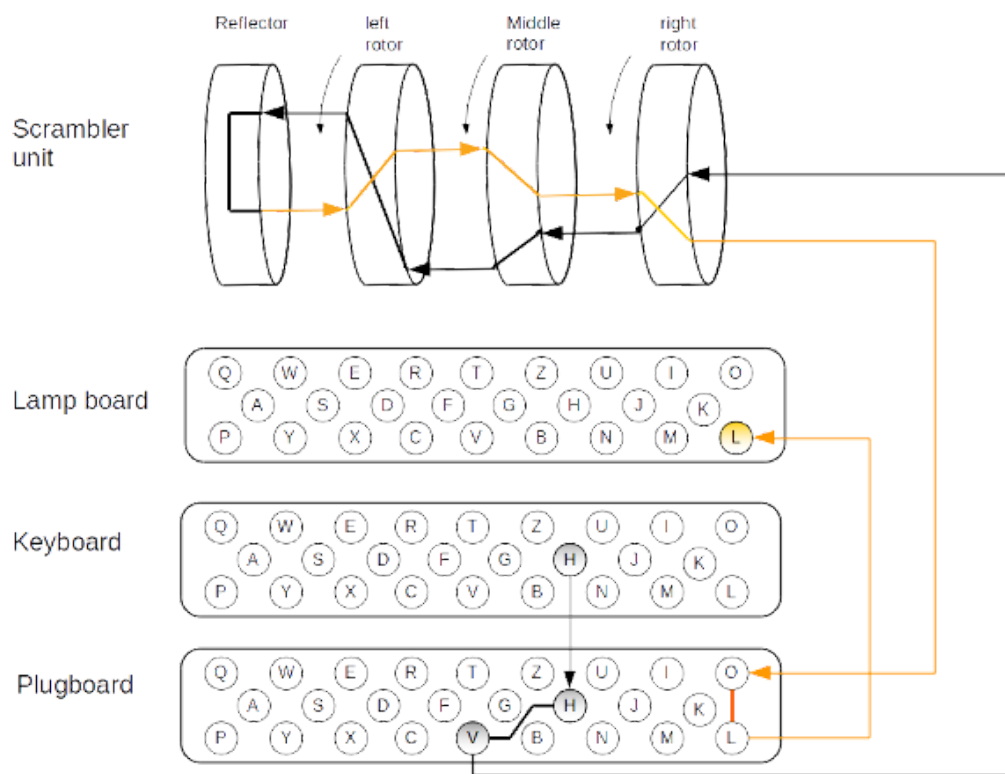 Reflector
left
rotor
Middle
rotor
right
rotor
Scrambler
unit
Lamp board
Q W E R T Z U I O
A S D F G H J K
P Y X C V B N M L
Keyboard
Q W E R T Z U I O
A S D F G H J K
P Y X C V B N M L
Plugboard
Q W E R T Z U I O
A S D F G H J K
P Y X C V B N M L